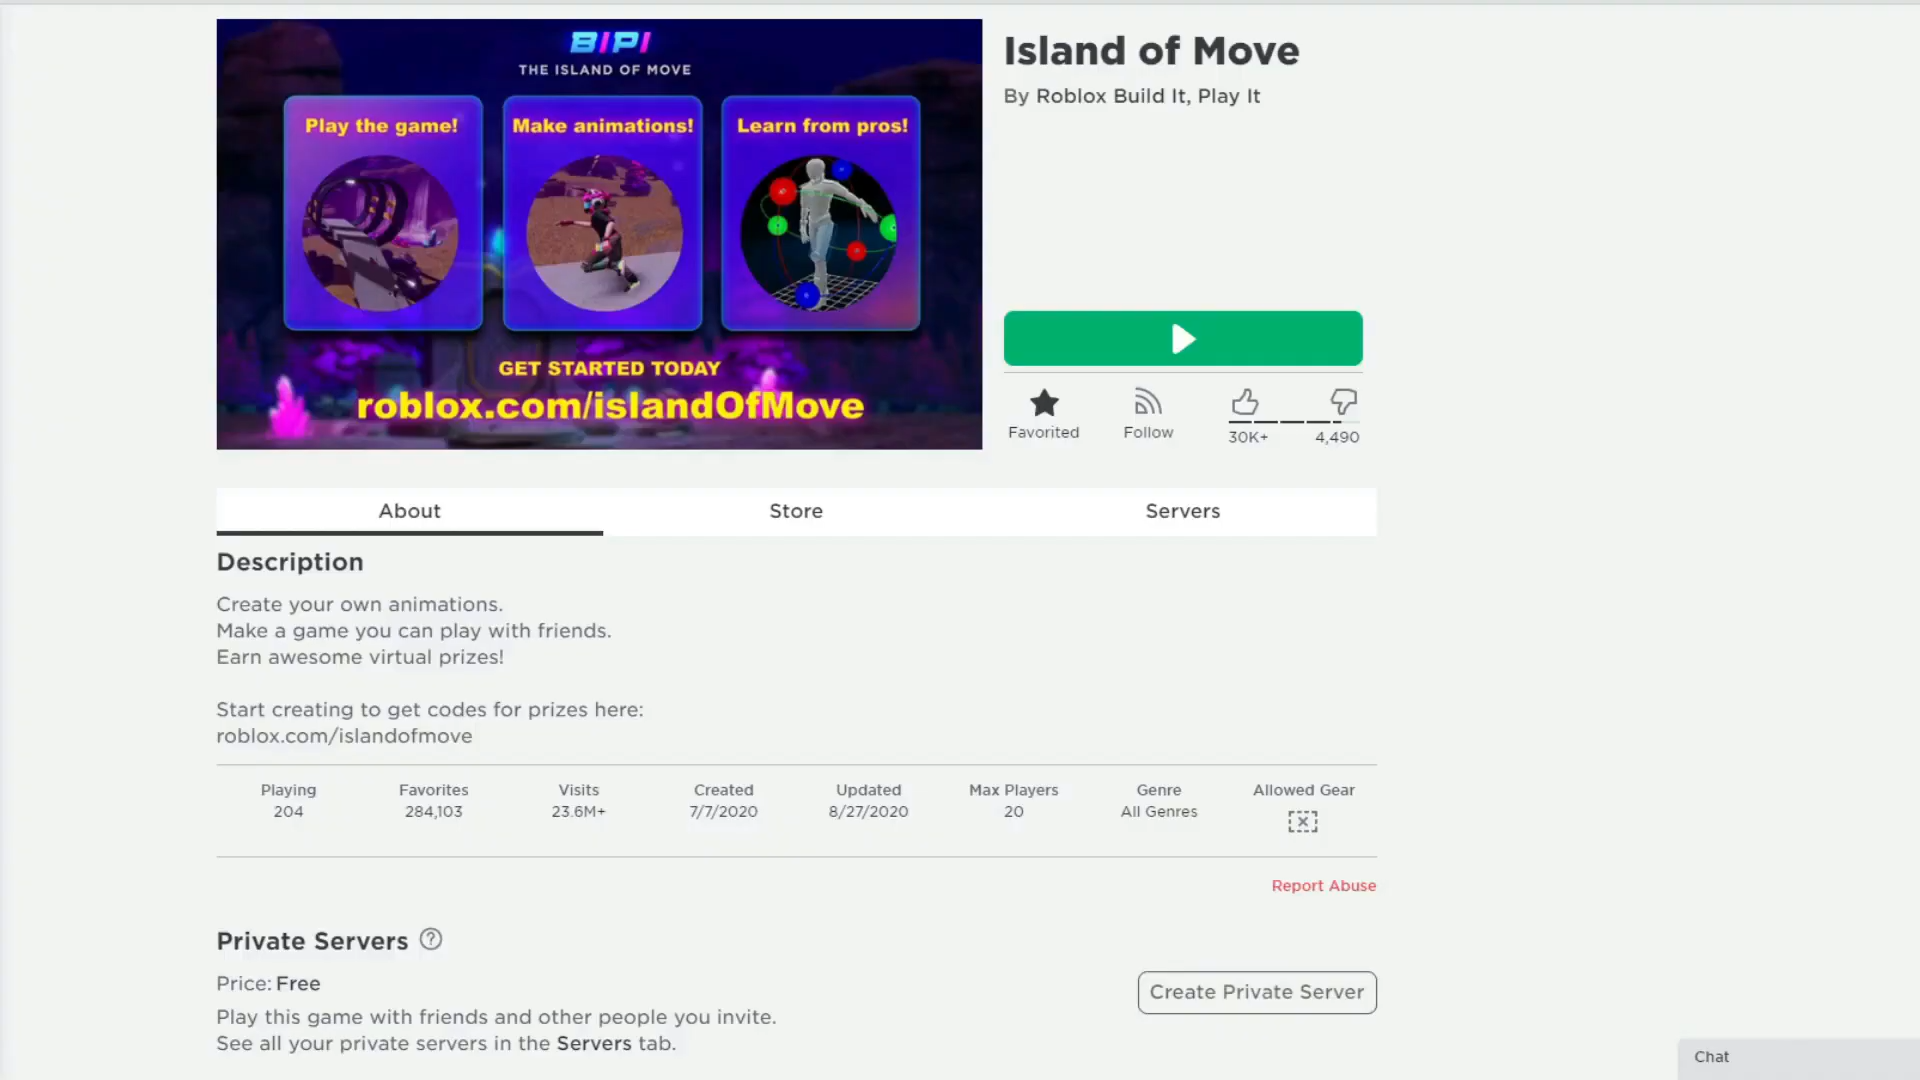 BIPI
THE ISLAND OF MOVE
Play the game!
Make animations!
Learn from pros!
GET STARTED TODAY
roblox.com/islandOfMove
Island of Move
By Roblox Build It, Play It
Favorited
Follow
30K+
4,490
About
Store
Servers
Description
Create your own animations.
Make a game you can play with friends.
Earn awesome virtual prizes!
Start creating to get codes for prizes here:
roblox.com/islandofmove
Playing
204
Favorites
284,103
Visits
23.6M+
Created
7/7/2020
Updated
8/27/2020
Max Players
20
Genre
All Genres
Allowed Gear
Report Abuse
Private Servers
Price: Free
Create Private Server
Play this game with friends and other people you invite.
See all your private servers in the Servers tab.
Chat